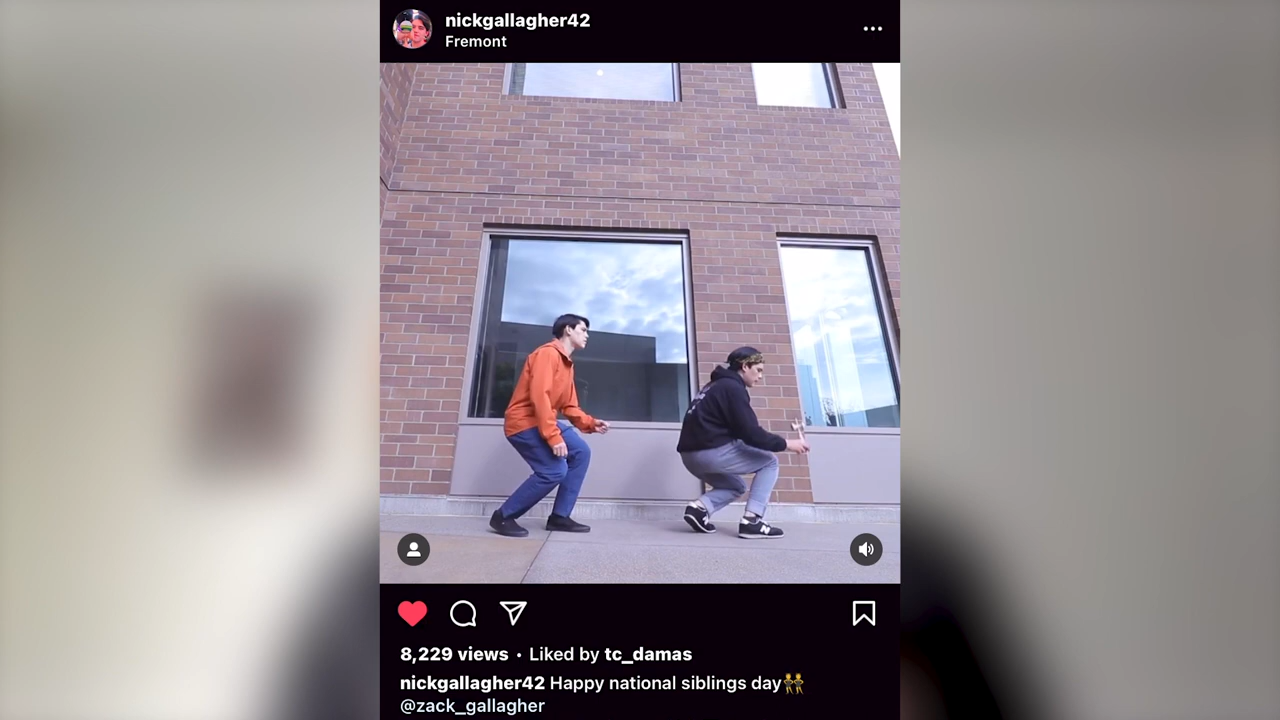 nickgallagher42
Fremont
8,229 views • Liked by tc_damas
nickgallagher42 Happy national siblings day👯
@zack_gallagher